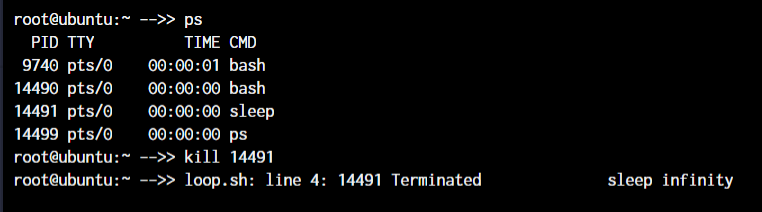 root@ubuntu:~ -->> ps
  PID TTY          TIME CMD
 9740 pts/0    00:00:01 bash
14490 pts/0    00:00:00 bash
14491 pts/0    00:00:00 sleep
14499 pts/0    00:00:00 ps
root@ubuntu:~ -->> kill 14491
root@ubuntu:~ -->> loop.sh: line 4: 14491 Terminated              sleep infinity